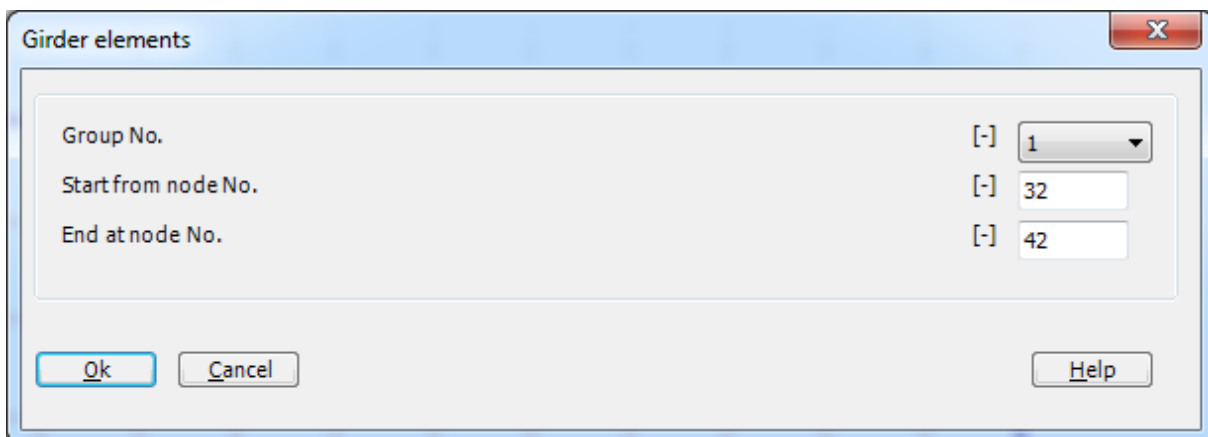 Girder elements
Group No. [-] 1
Start from node No. [-] 32
End at node No. [-] 42
Ok Cancel Help